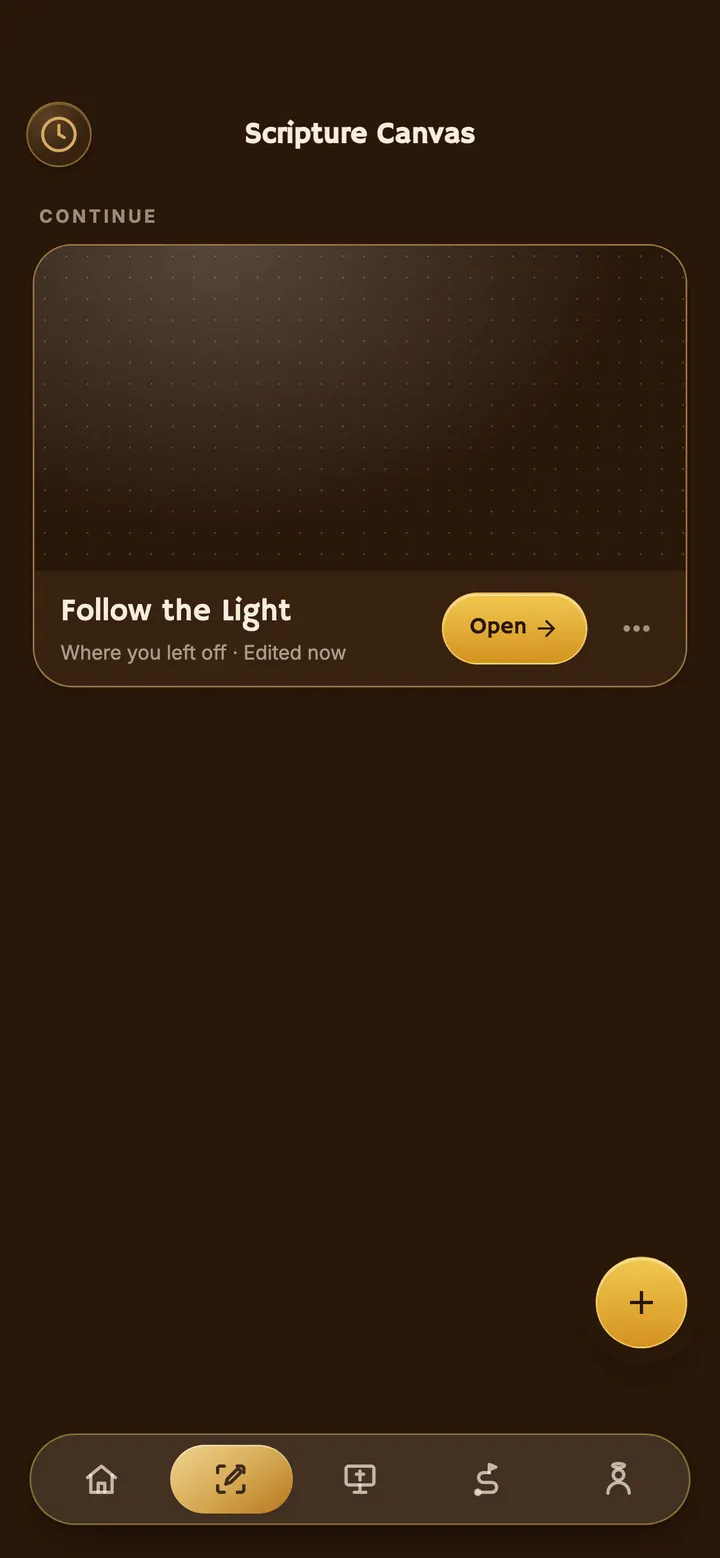 Scripture Canvas
CONTINUE
Follow the Light
Where you left off · Edited now
Open →